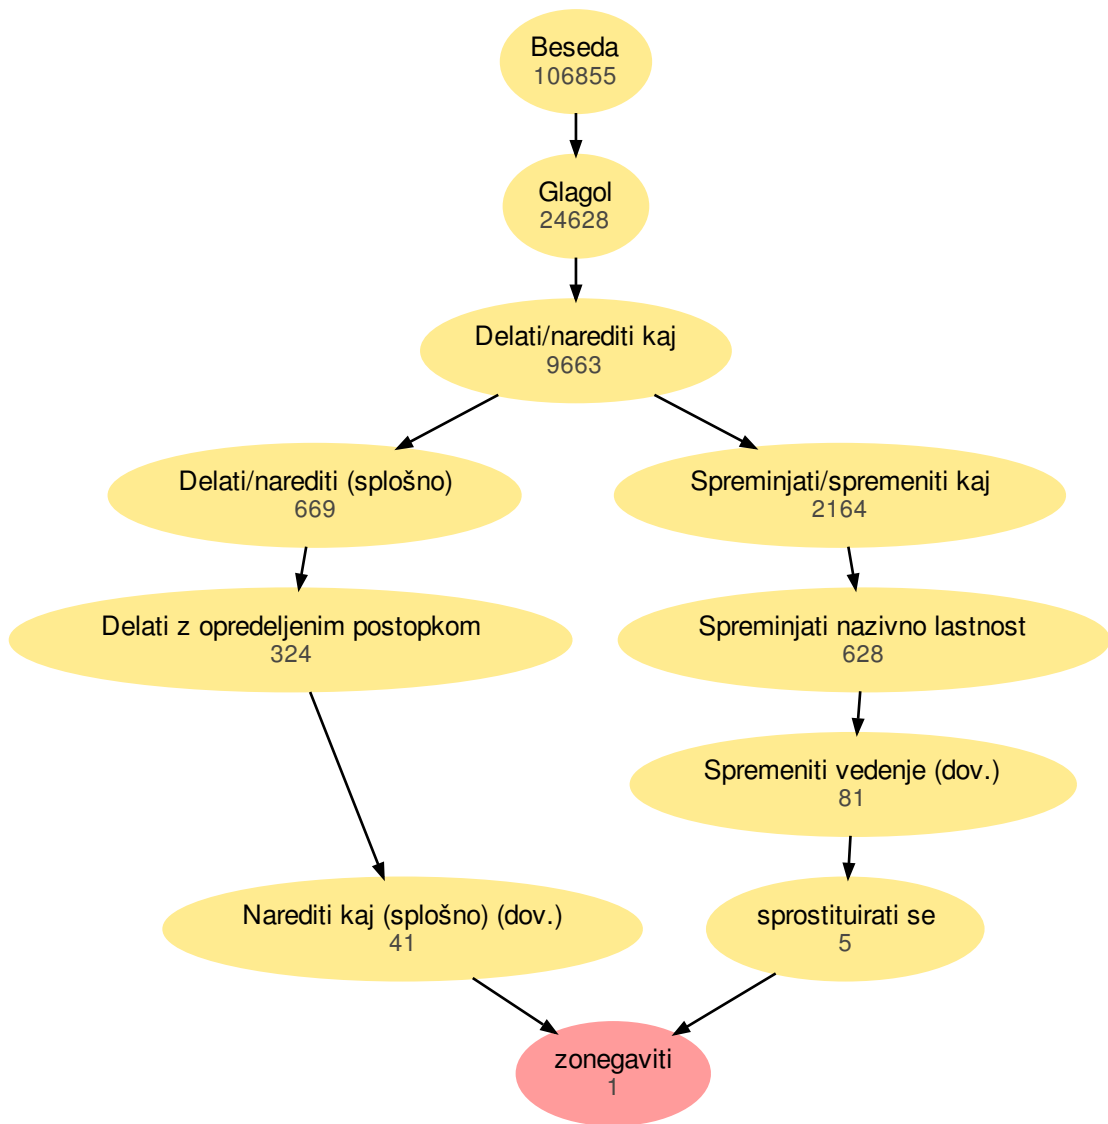 Beseda
106855
Glagol
24628
Delati/narediti kaj
9663
Delati/narediti (splošno)
669
Spreminjati/spremeniti kaj
2164
Delati z opredeljenim postopkom
324
Spreminjati nazivno lastnost
628
Spremeniti vedenje (dov.)
81
Narediti kaj (splošno) (dov.)
41
sprostituirati se
5
zonegaviti
1